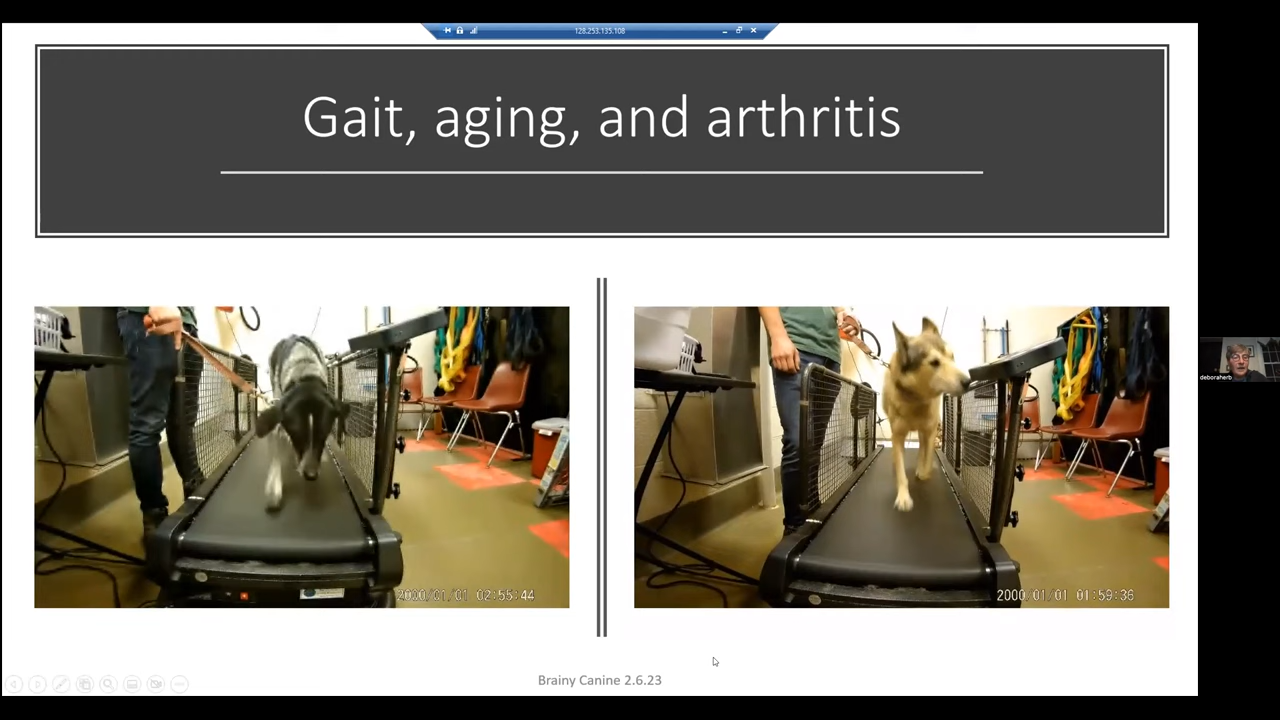 128.253.135.108
Gait, aging, and arthritis
2000/01/01 02:55:44
2000/01/01 01:59:36
deboraherb
Brainy Canine 2.6.23